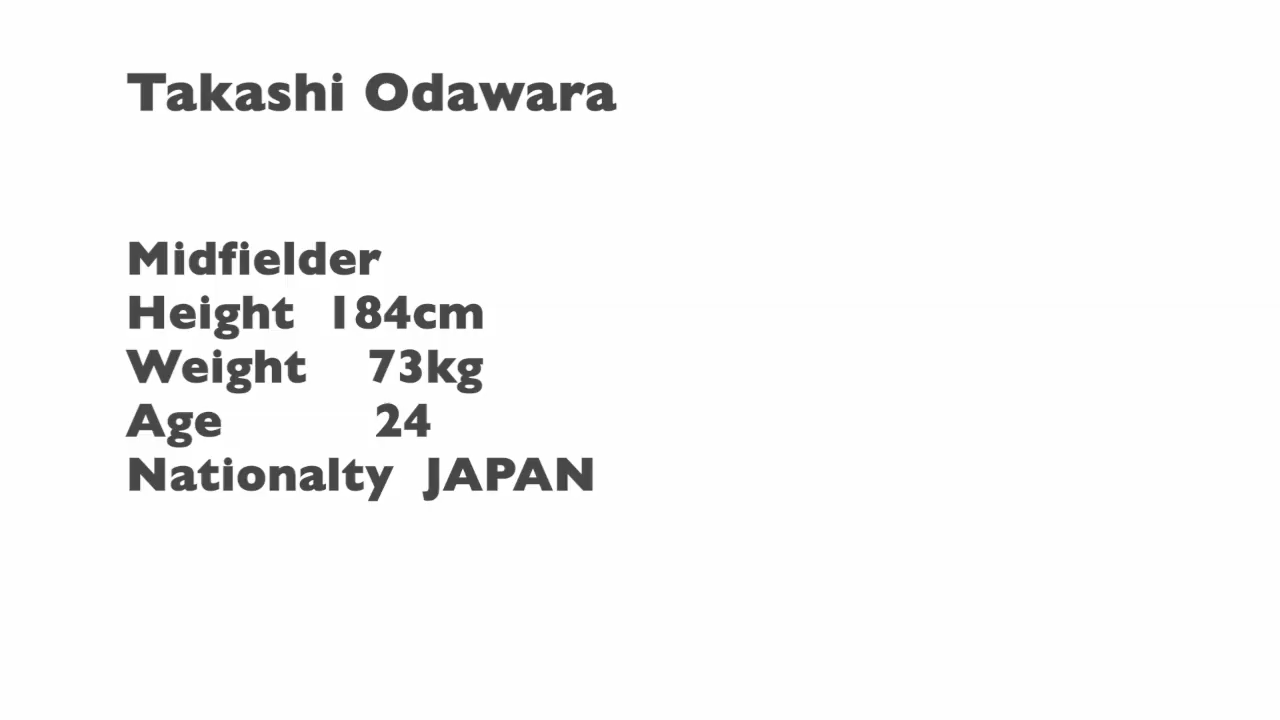 Takashi Odawara
Midfielder
Height 184cm
Weight 73kg
Age 24
Nationalty JAPAN